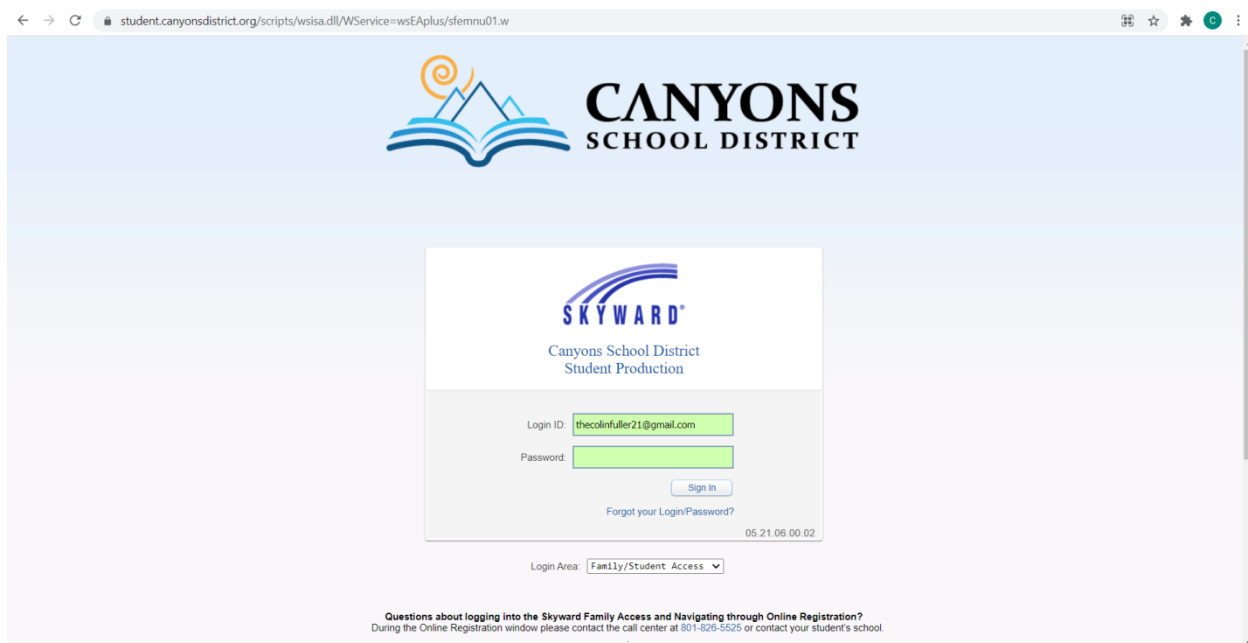 student.canyonsdistrict.org/scripts/wsisa.dll/WService=wsEAplus/sfemnu01.w
C
CANYONS
SCHOOL DISTRICT
SKYWARD®
Canyons School District
Student Production
Login ID: thecolinfuller21@gmail.com
Password:
Sign In
Forgot your Login/Password?
05.21.06.00.02
Login Area: Family/Student Access
Questions about logging into the Skyward Family Access and Navigating through Online Registration?
During the Online Registration window please contact the call center at 801-826-5525 or contact your student's school.